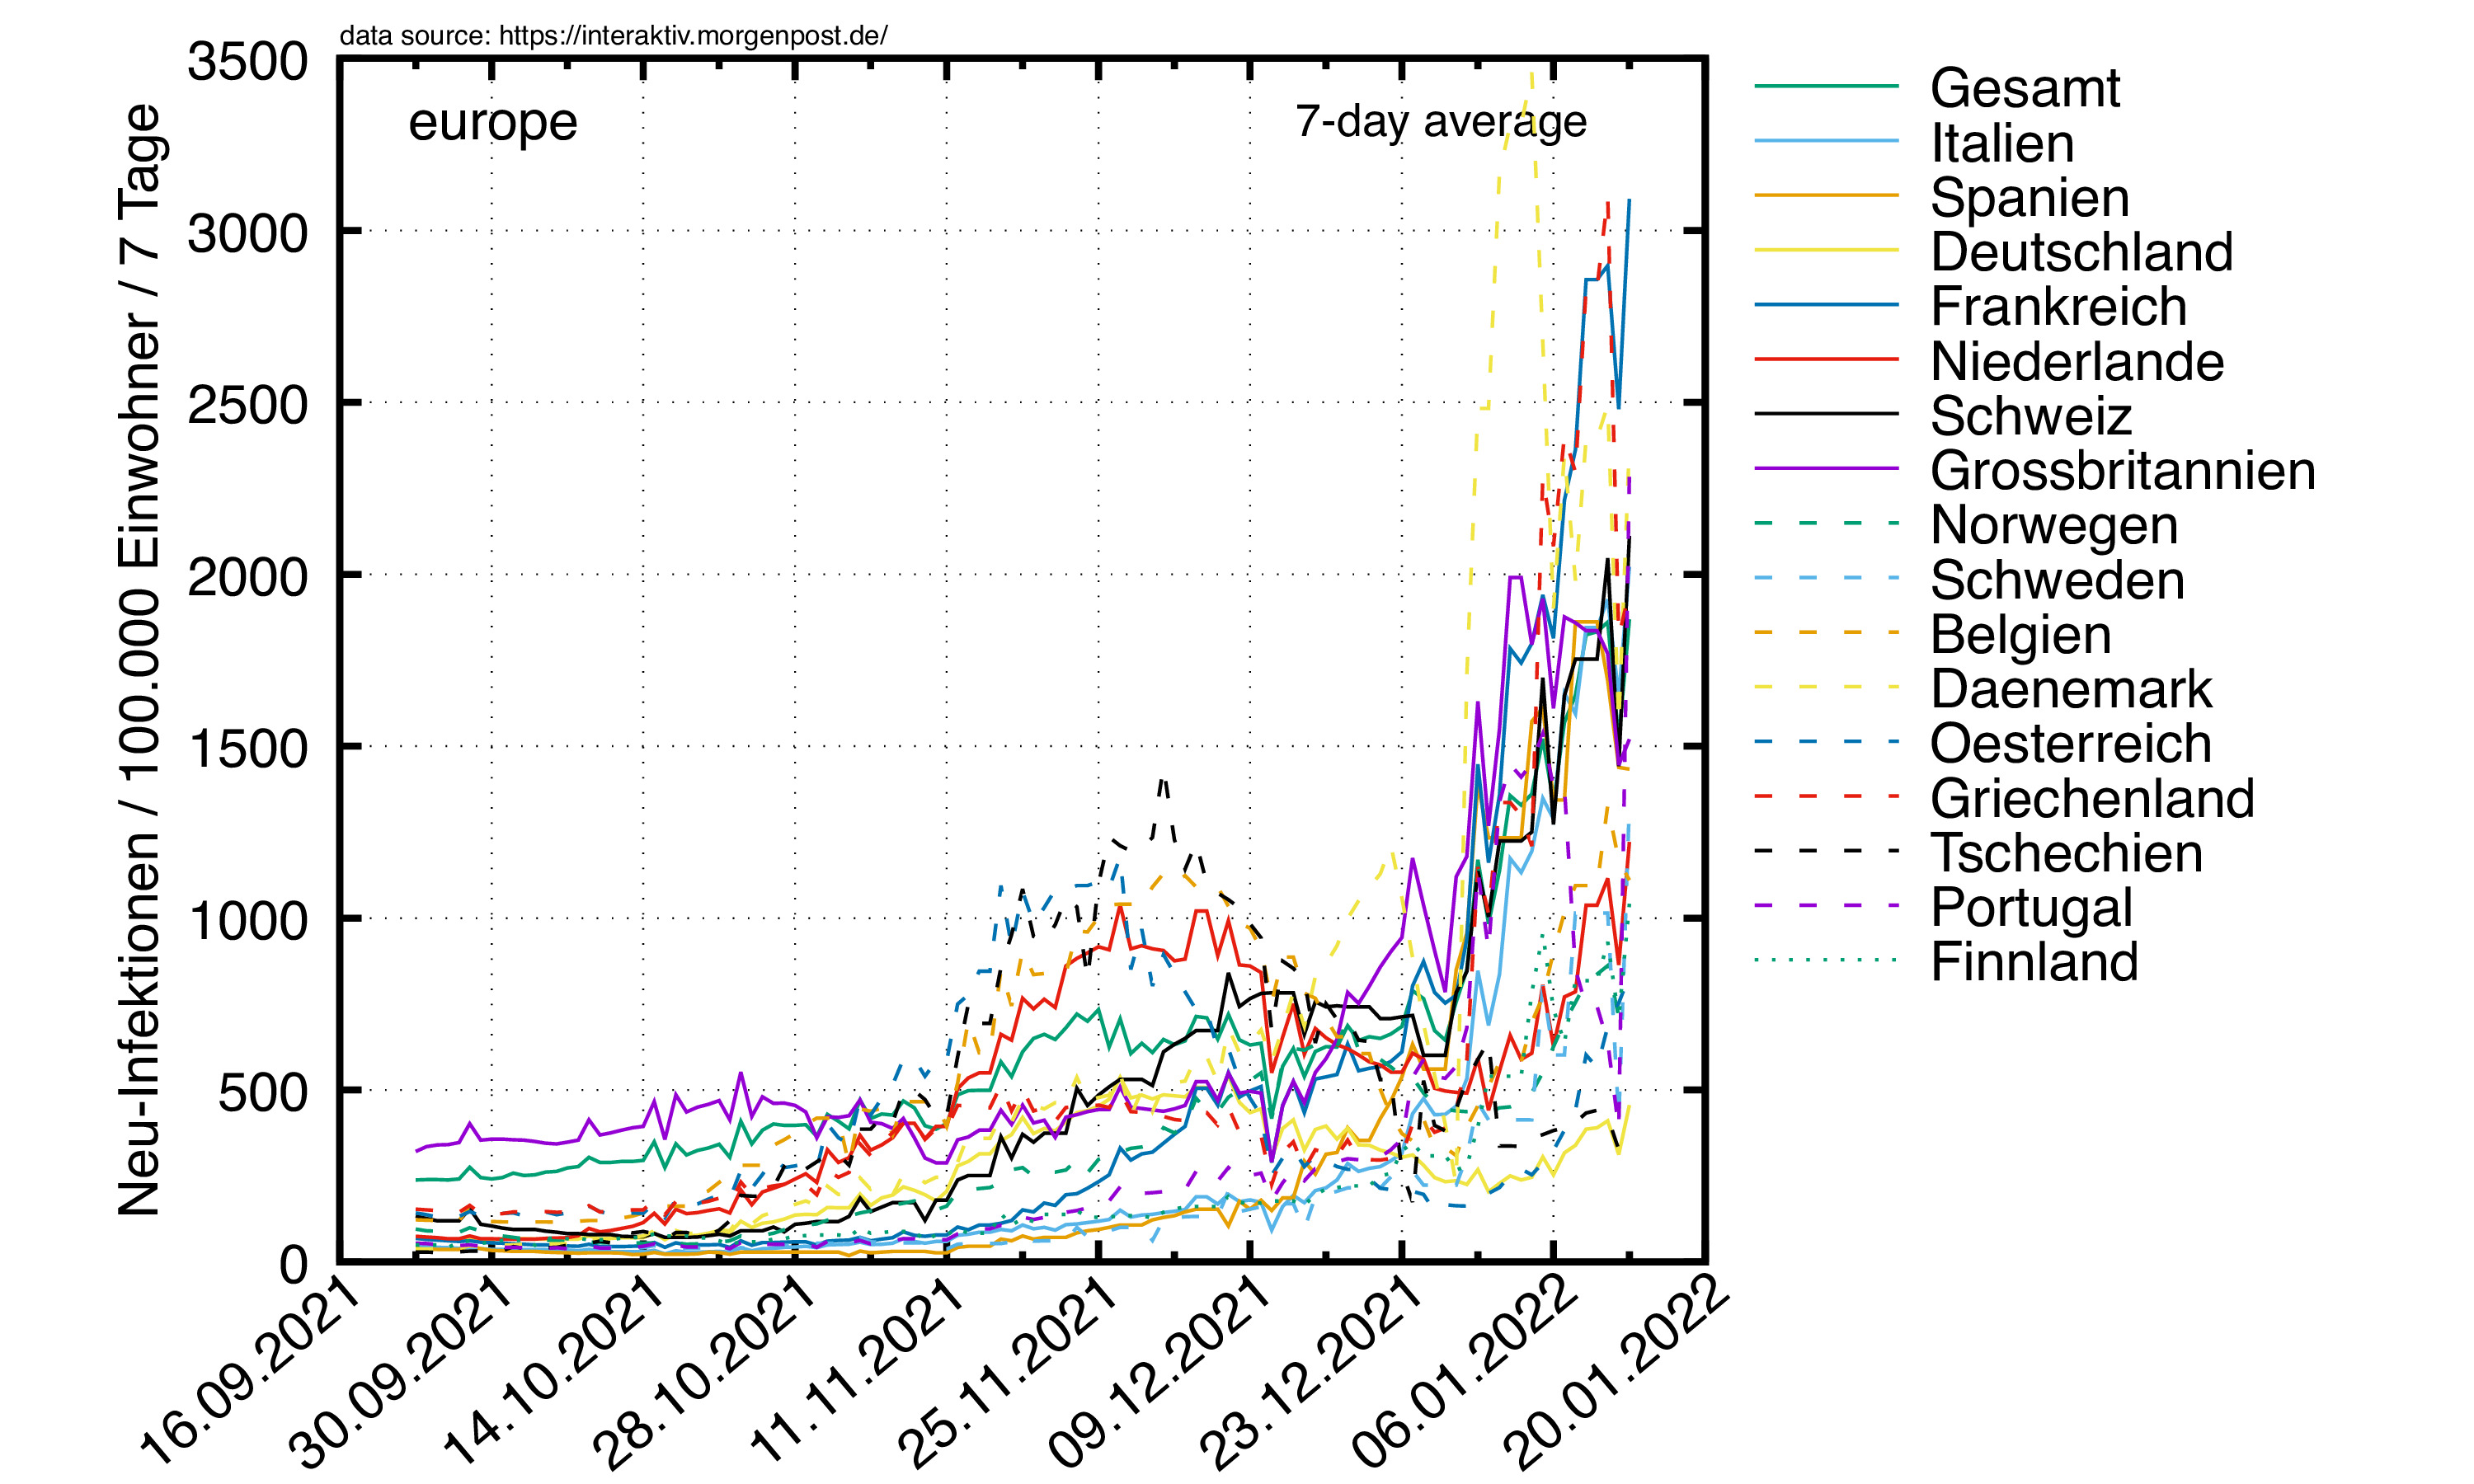 data source: https://interaktiv.morgenpost.de/
europe
7-day average
Neu-Infektionen / 100.000 Einwohner / 7 Tage
3500
3000
2500
2000
1500
1000
500
0
16.09.2021
30.09.2021
14.10.2021
28.10.2021
11.11.2021
25.11.2021
09.12.2021
23.12.2021
06.01.2022
20.01.2022
Gesamt
Italien
Spanien
Deutschland
Frankreich
Niederlande
Schweiz
Grossbritannien
Norwegen
Schweden
Belgien
Daenemark
Oesterreich
Griechenland
Tschechien
Portugal
Finnland